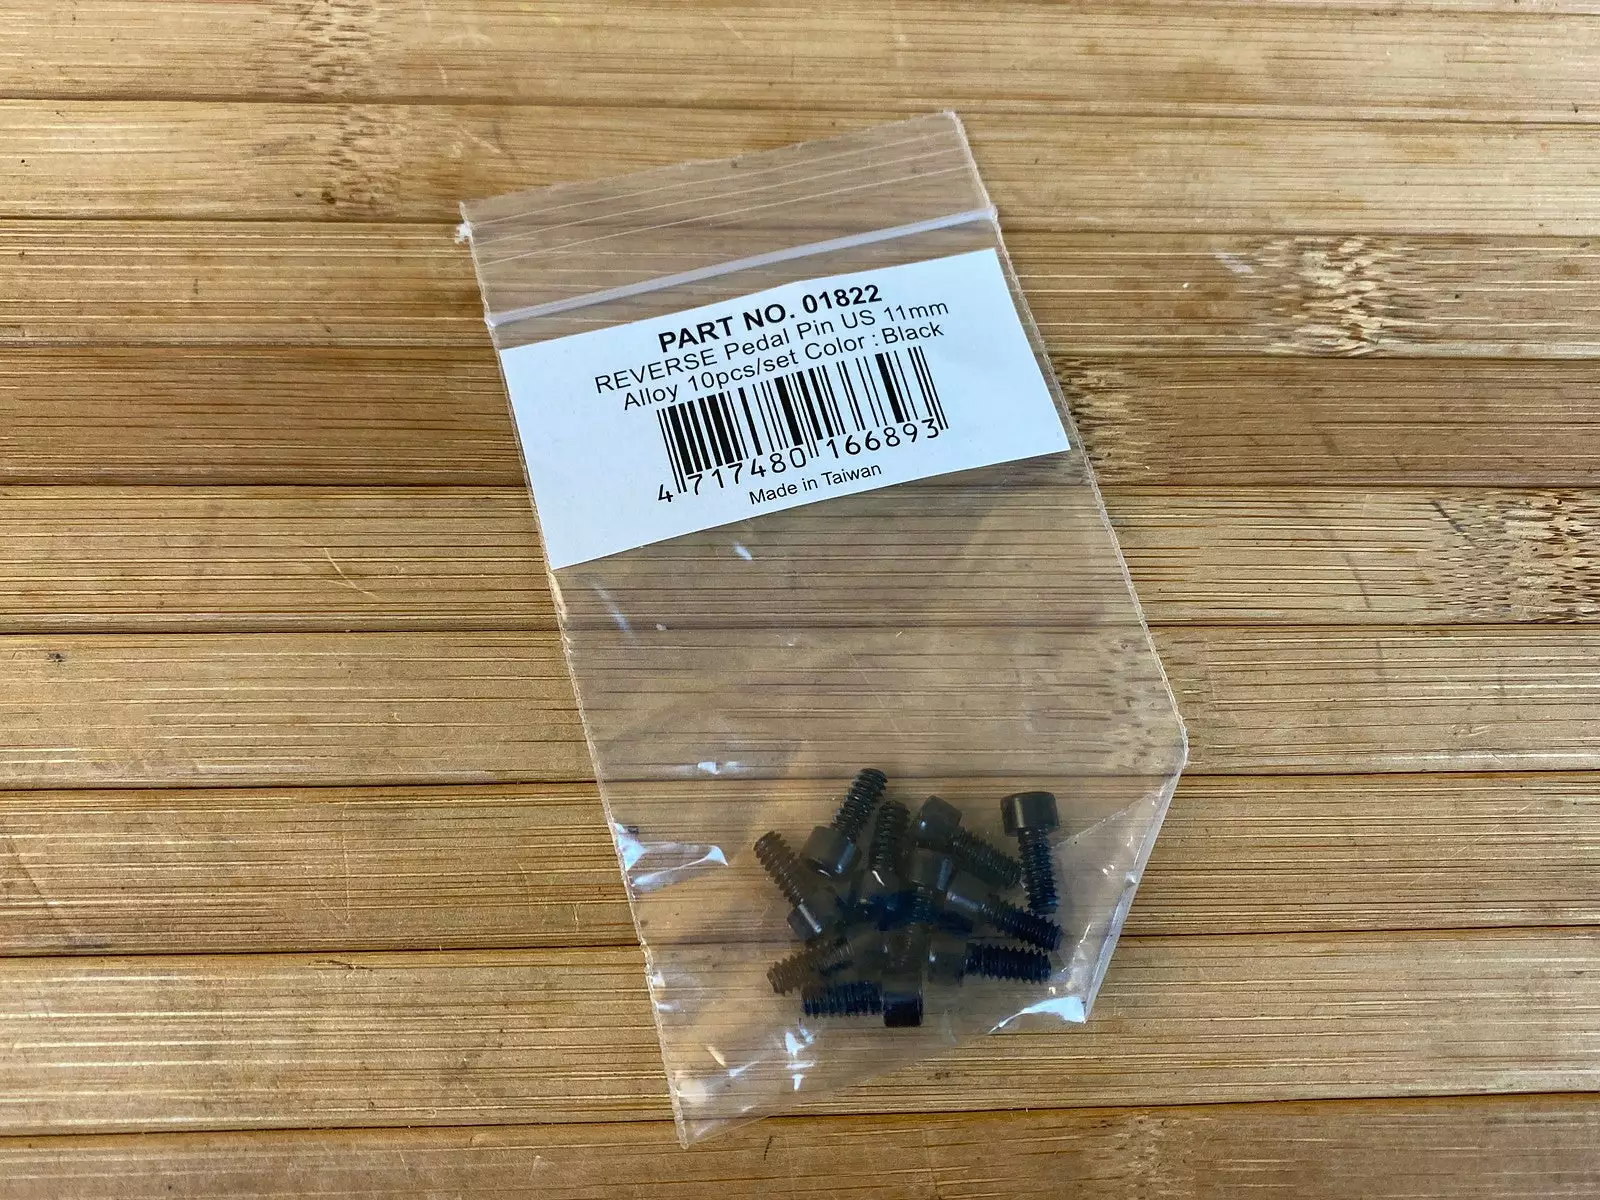 PART NO. 01822
REVERSE Pedal Pin US 11mm
Alloy 10pcs/set Color : Black
4 717480 166893
Made in Taiwan